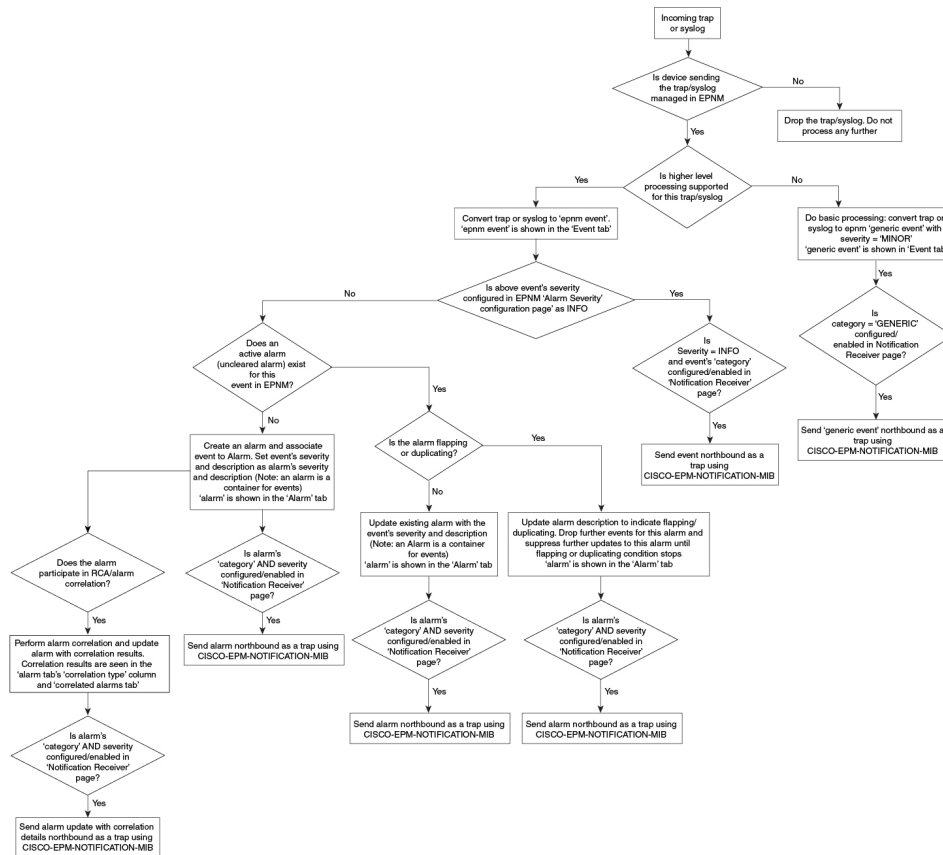 Incoming trap
or syslog
Is device sending
the trap/syslog
managed in EPNM
No
Drop the trap/syslog. Do not
process any further
Yes
Is higher level
processing supported
for this trap/syslog
Yes
No
Convert trap or syslog to 'epnm event'.
'epnm event' is shown in the 'Event tab'
Do basic processing: convert trap or
syslog to epnm 'generic event' with
severity = 'MINOR'
'generic event' is shown in 'Event tab
Yes
Is above event's severity
configured in EPNM 'Alarm Severity'
configuration page' as INFO
No
Yes
Is
category = 'GENERIC'
configured/
enabled in Notification
Receiver page?
Does an
active alarm
(uncleared alarm) exist
for this
event in EPNM?
Is
Severity = INFO
and event's 'category'
configured/enabled in
'Notification Receiver'
page?
Yes
Yes
No
Yes
Send 'generic event' northbound as a
trap using
CISCO-EPM-NOTIFICATION-MIB
Create an alarm and associate
event to Alarm. Set event's severity
and description as alarm's severity
and description (Note: an alarm is a
container for events)
'alarm' is shown in the 'Alarm' tab
Is the alarm flapping
or duplicating?
Yes
Send event northbound as a
trap using
CISCO-EPM-NOTIFICATION-MIB
No
Update existing alarm with the
event's severity and description
(Note: an Alarm is a container
for events)
'alarm' is shown in the 'Alarm' tab
Update alarm description to indicate flapping/
duplicating. Drop further events for this alarm and
suppress further updates to this alarm until
flapping or duplicating condition stops
'alarm' is shown in the 'Alarm' tab
Does the alarm
participate in RCA/alarm
correlation?
Is alarm's
'category' AND severity
configured/enabled in
'Notification Receiver'
page?
Yes
Yes
Is alarm's
'category' AND severity
configured/enabled in
'Notification Receiver'
page?
Is alarm's
'category' AND severity
configured/enabled in
'Notification Receiver'
page?
Perform alarm correlation and update
alarm with correlation results.
Correlation results are seen in the
'alarm tab's 'correlation type' column
and 'correlated alarms tab'
Send alarm northbound as a trap using
CISCO-EPM-NOTIFICATION-MIB
Yes
Yes
Send alarm northbound as a trap using
CISCO-EPM-NOTIFICATION-MIB
Send alarm northbound as a trap using
CISCO-EPM-NOTIFICATION-MIB
Is alarm's
'category' AND severity
configured/enabled in
'Notification Receiver'
page?
Yes
Send alarm update with correlation
details northbound as a trap using
CISCO-EPM-NOTIFICATION-MIB